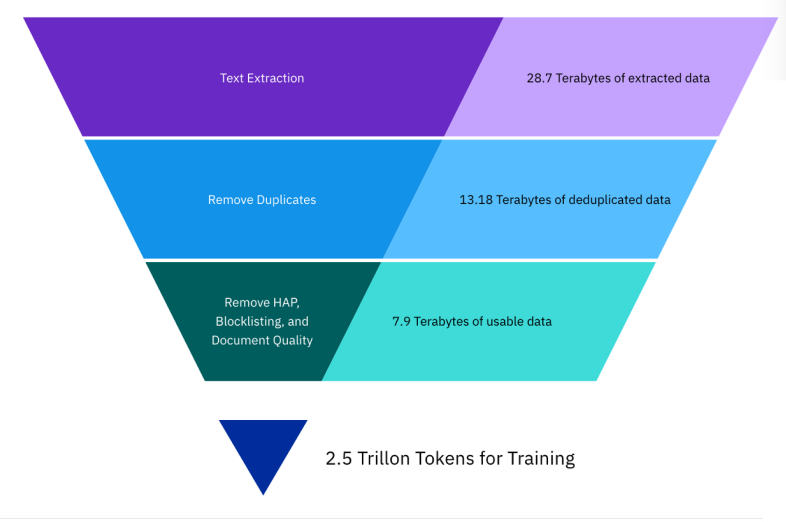 Text Extraction
28.7 Terabytes of extracted data
Remove Duplicates
13.18 Terabytes of deduplicated data
Remove HAP,
Blocklisting, and
Document Quality
7.9 Terabytes of usable data
2.5 Trillon Tokens for Training